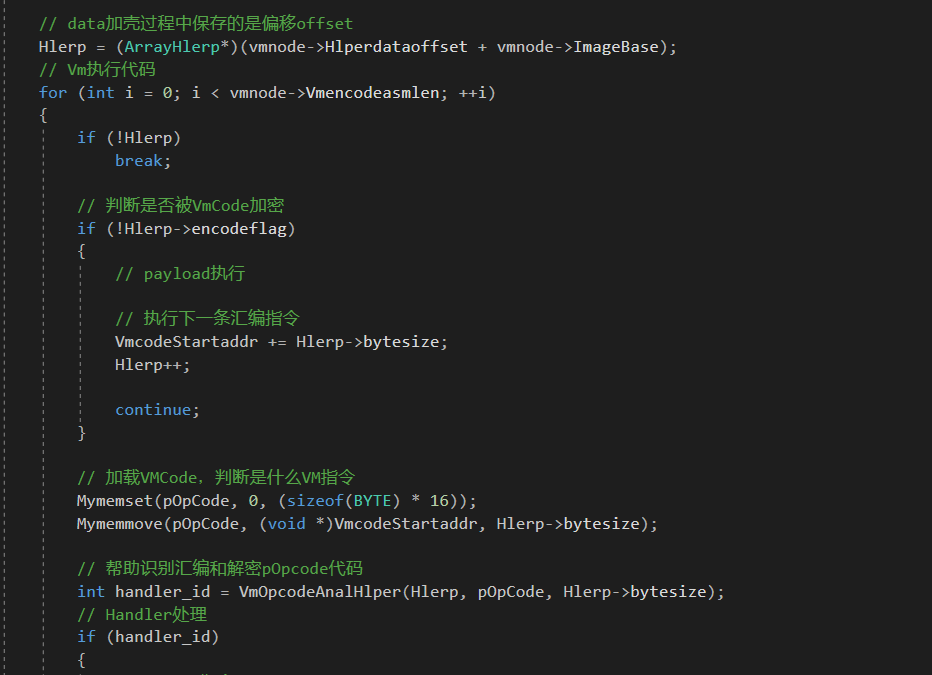 // data加壳过程中保存的是偏移offset
Hlerp = (ArrayHlerp*)(vmnode->Hlperdataoffset + vmnode->ImageBase);
// Vm执行代码
for (int i = 0; i < vmnode->Vmencodeasmlen; ++i)
{
if (!Hlerp)
break;
// 判断是否被VmCode加密
if (!Hlerp->encodeflag)
{
// payload执行
// 执行下一条汇编指令
VmcodeStartaddr += Hlerp->bytesize;
Hlerp++;
continue;
}
// 加载VMCode，判断是什么VM指令
Mymemset(pOpCode, 0, (sizeof(BYTE) * 16));
Mymemmove(pOpCode, (void *)VmcodeStartaddr, Hlerp->bytesize);
// 帮助识别汇编和解密pOpcode代码
int handler_id = VmOpcodeAnalHlper(Hlerp, pOpCode, Hlerp->bytesize);
// Handler处理
if (handler_id)
{